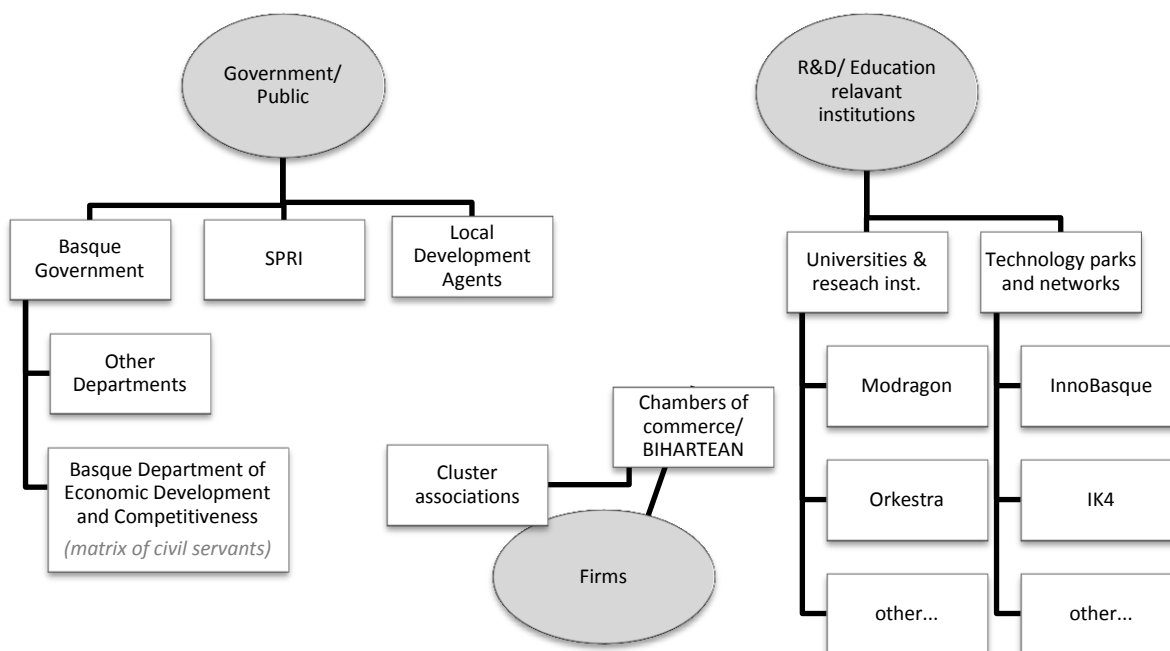 Government/
Public
R&D/ Education
relavant
institutions
Basque
Government
SPRI
Local
Development
Agents
Universities &
reseach inst.
Technology parks
and networks
Other
Departments
Modragon
InnoBasque
Chambers of
commerce/
BIHARTEAN
Basque Department of
Economic Development
and Competitiveness
(matrix of civil servants)
Cluster
associations
Orkestra
IK4
Firms
other...
other...